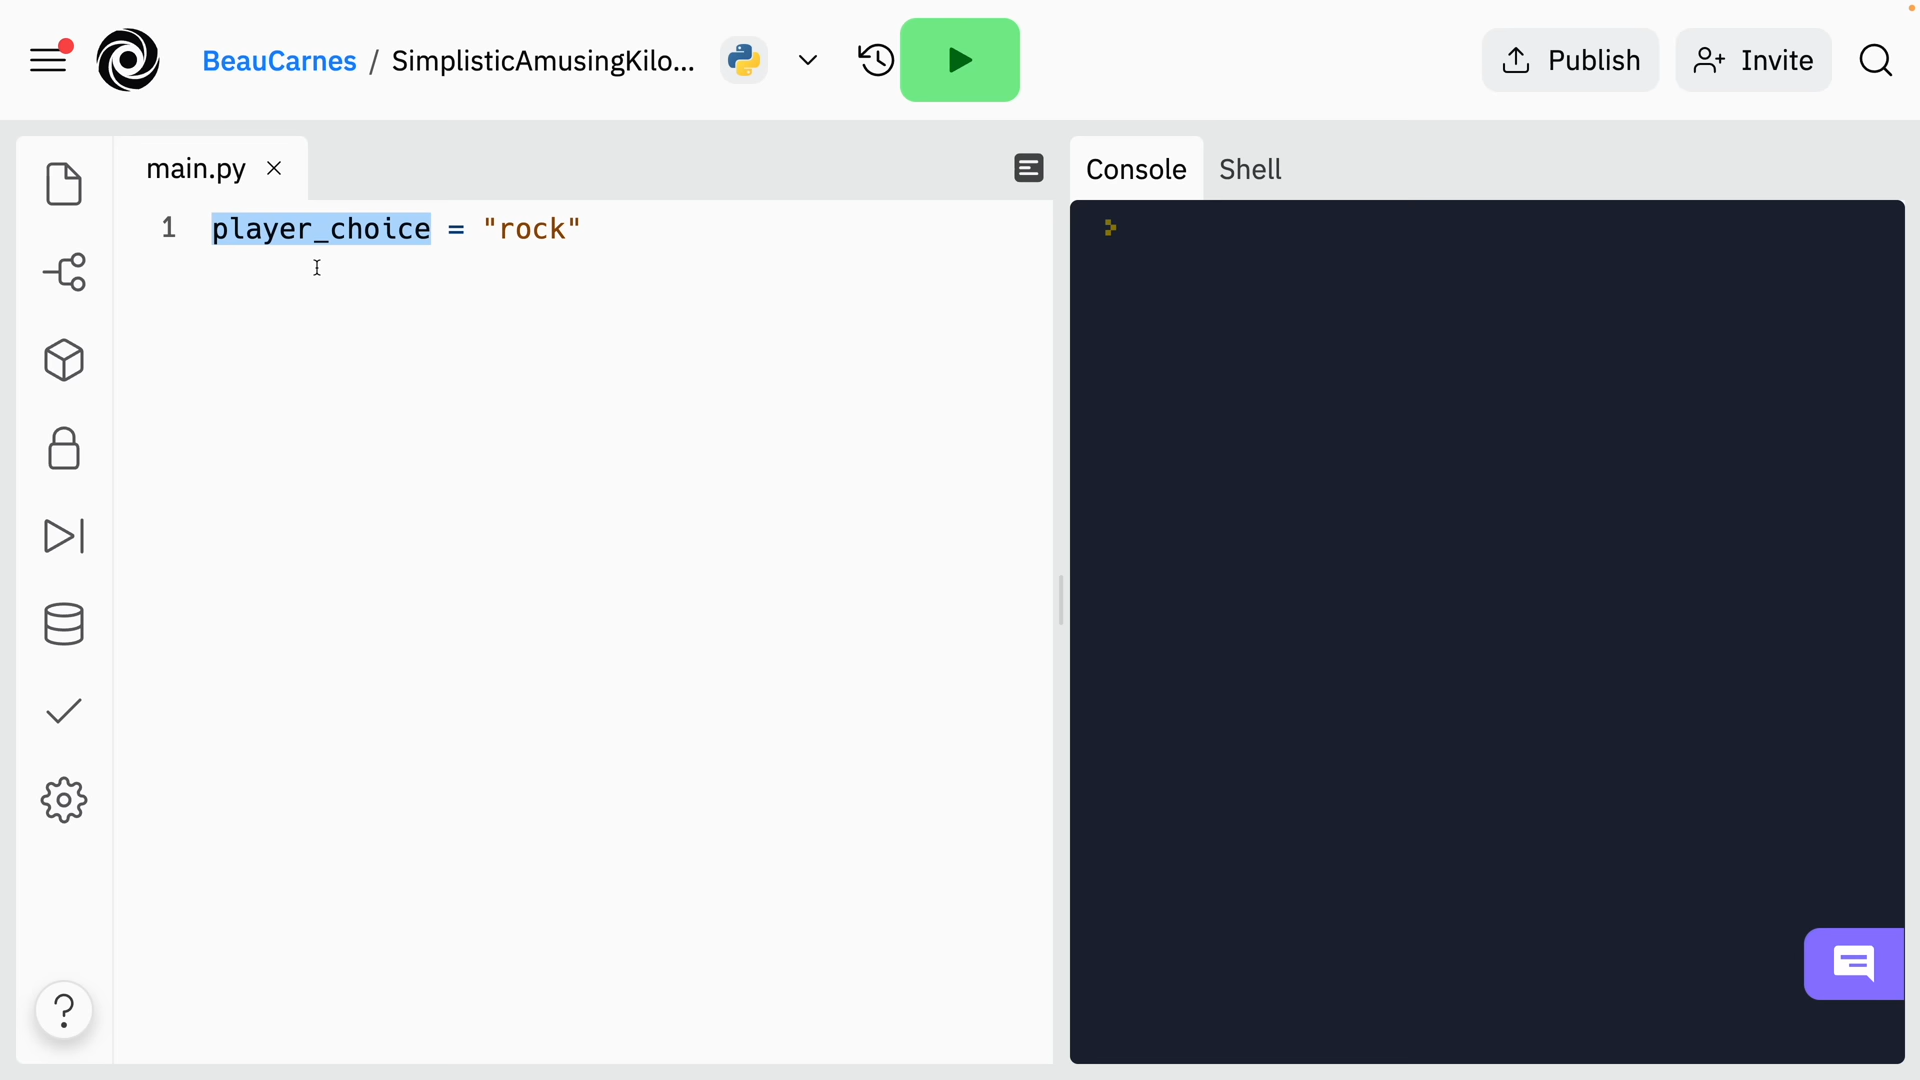 BeauCarnes / SimplisticAmusingKilo...
Publish
Invite
main.py
Console
Shell
1 player_choice = "rock"